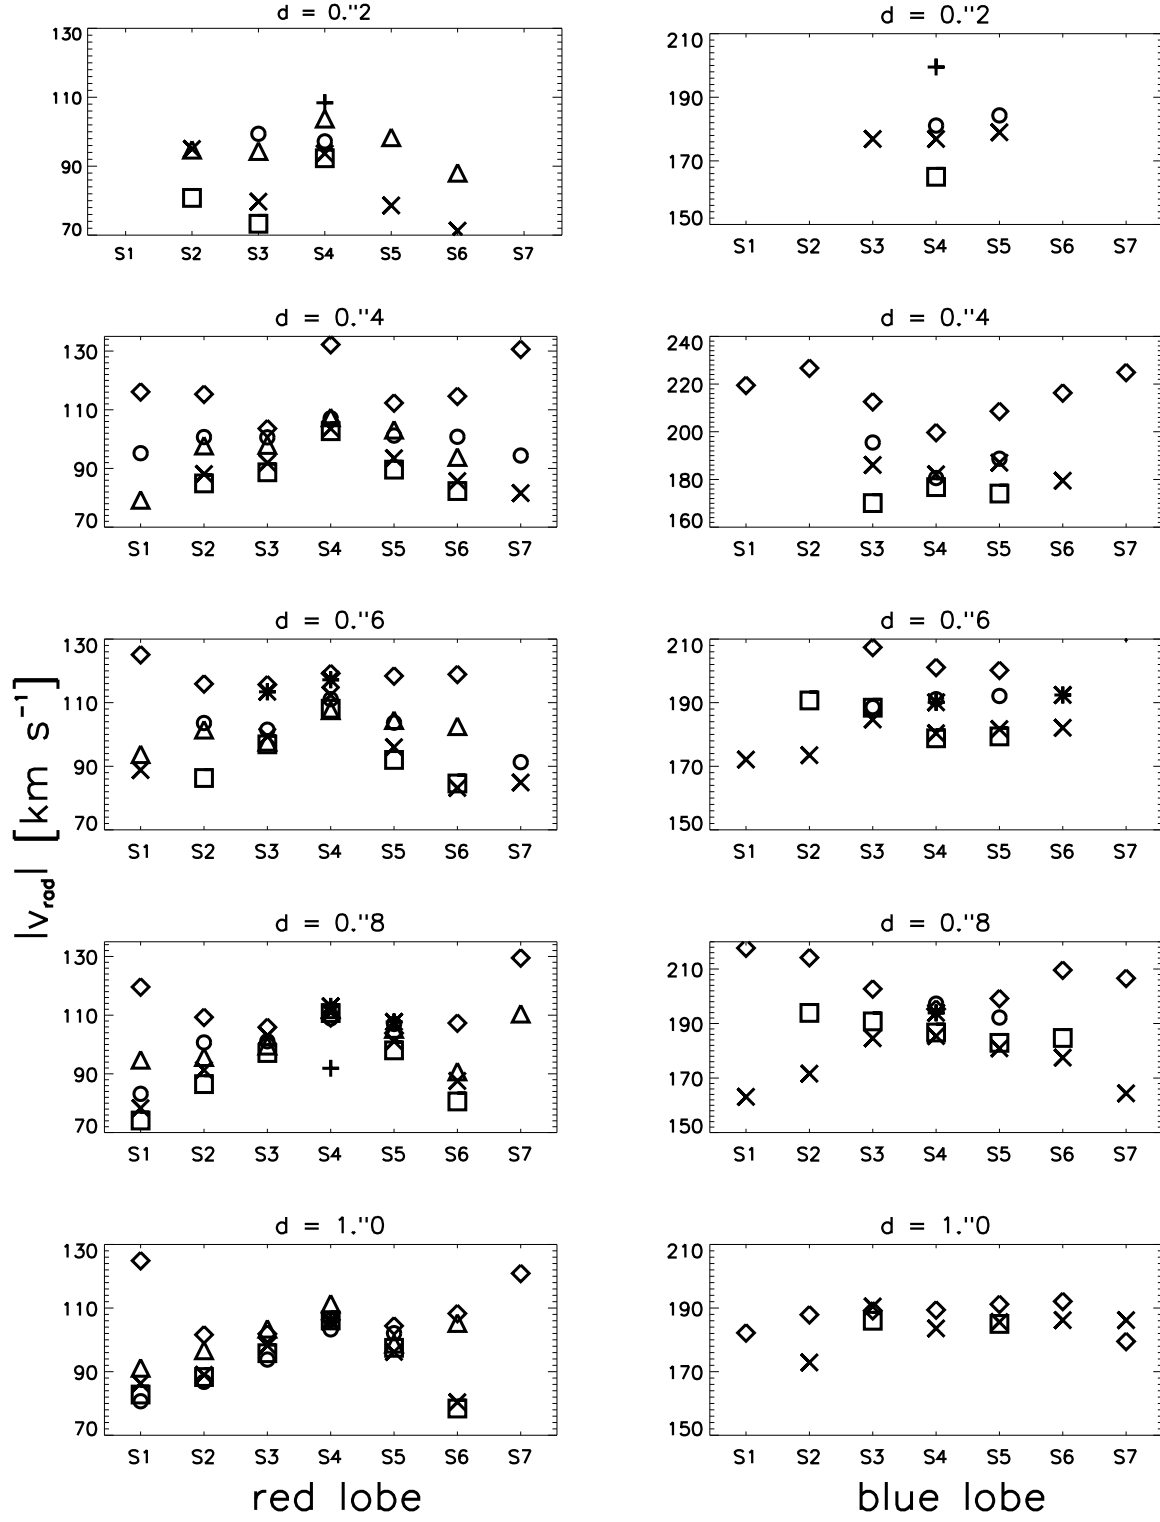 d = 0."2
130
110
90
70
S1 S2 S3 S4 S5 S6 S7
d = 0."2
210
190
170
150
S1 S2 S3 S4 S5 S6 S7
d = 0."4
130
110
90
70
S1 S2 S3 S4 S5 S6 S7
d = 0."4
240
220
200
180
160
S1 S2 S3 S4 S5 S6 S7
|v_rad| [km s⁻¹]
d = 0."6
130
110
90
70
S1 S2 S3 S4 S5 S6 S7
d = 0."6
210
190
170
150
S1 S2 S3 S4 S5 S6 S7
d = 0."8
130
110
90
70
S1 S2 S3 S4 S5 S6 S7
d = 0."8
210
190
170
150
S1 S2 S3 S4 S5 S6 S7
d = 1."0
130
110
90
70
S1 S2 S3 S4 S5 S6 S7
red lobe
d = 1."0
210
190
170
150
S1 S2 S3 S4 S5 S6 S7
blue lobe